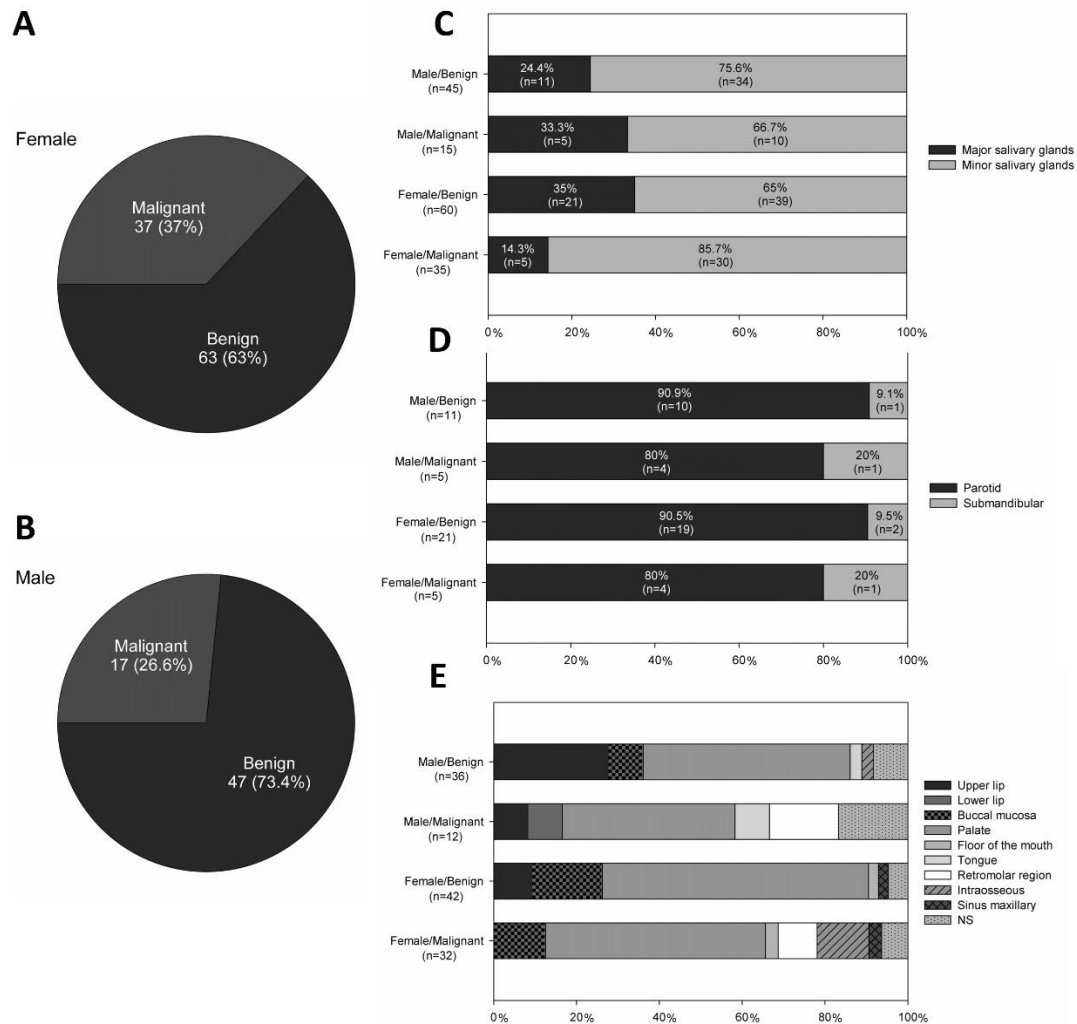 A
Female
Malignant
37 (37%)
Benign
63 (63%)
B
Male
Malignant
17 (26.6%)
Benign
47 (73.4%)
C
Male/Benign
(n=45)
24.4%
(n=11)
75.6%
(n=34)
Male/Malignant
(n=15)
33.3%
(n=5)
66.7%
(n=10)
Female/Benign
(n=60)
35%
(n=21)
65%
(n=39)
Female/Malignant
(n=35)
14.3%
(n=5)
85.7%
(n=30)
0% 20% 40% 60% 80% 100%
Major salivary glands
Minor salivary glands
D
Male/Benign
(n=11)
90.9%
(n=10)
9.1%
(n=1)
Male/Malignant
(n=5)
80%
(n=4)
20%
(n=1)
Female/Benign
(n=21)
90.5%
(n=19)
9.5%
(n=2)
Female/Malignant
(n=5)
80%
(n=4)
20%
(n=1)
0% 20% 40% 60% 80% 100%
Parotid
Submandibular
E
Male/Benign
(n=36)
Male/Malignant
(n=12)
Female/Benign
(n=42)
Female/Malignant
(n=32)
0% 20% 40% 60% 80% 100%
Upper lip
Lower lip
Buccal mucosa
Palate
Floor of the mouth
Tongue
Retromolar region
Intraosseous
Sinus maxillary
NS